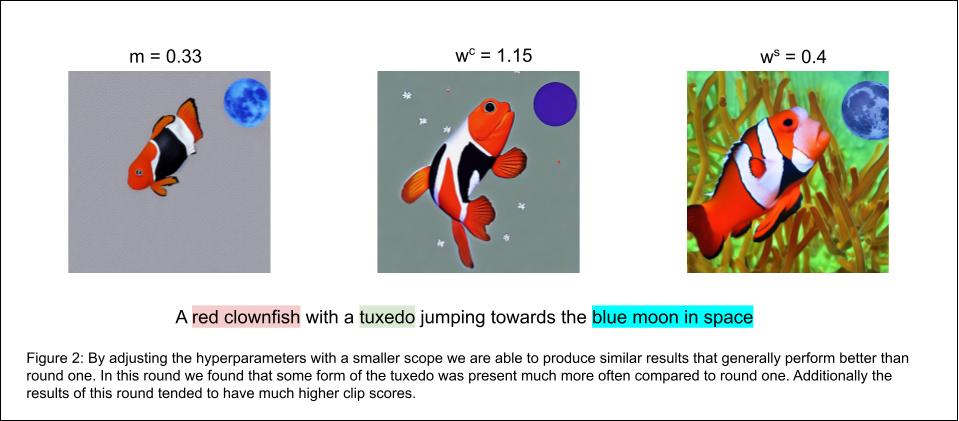 m = 0.33
wᶜ = 1.15
wˢ = 0.4
A red clownfish with a tuxedo jumping towards the blue moon in space
Figure 2: By adjusting the hyperparameters with a smaller scope we are able to produce similar results that generally perform better than
round one. In this round we found that some form of the tuxedo was present much more often compared to round one. Additionally the
results of this round tended to have much higher clip scores.